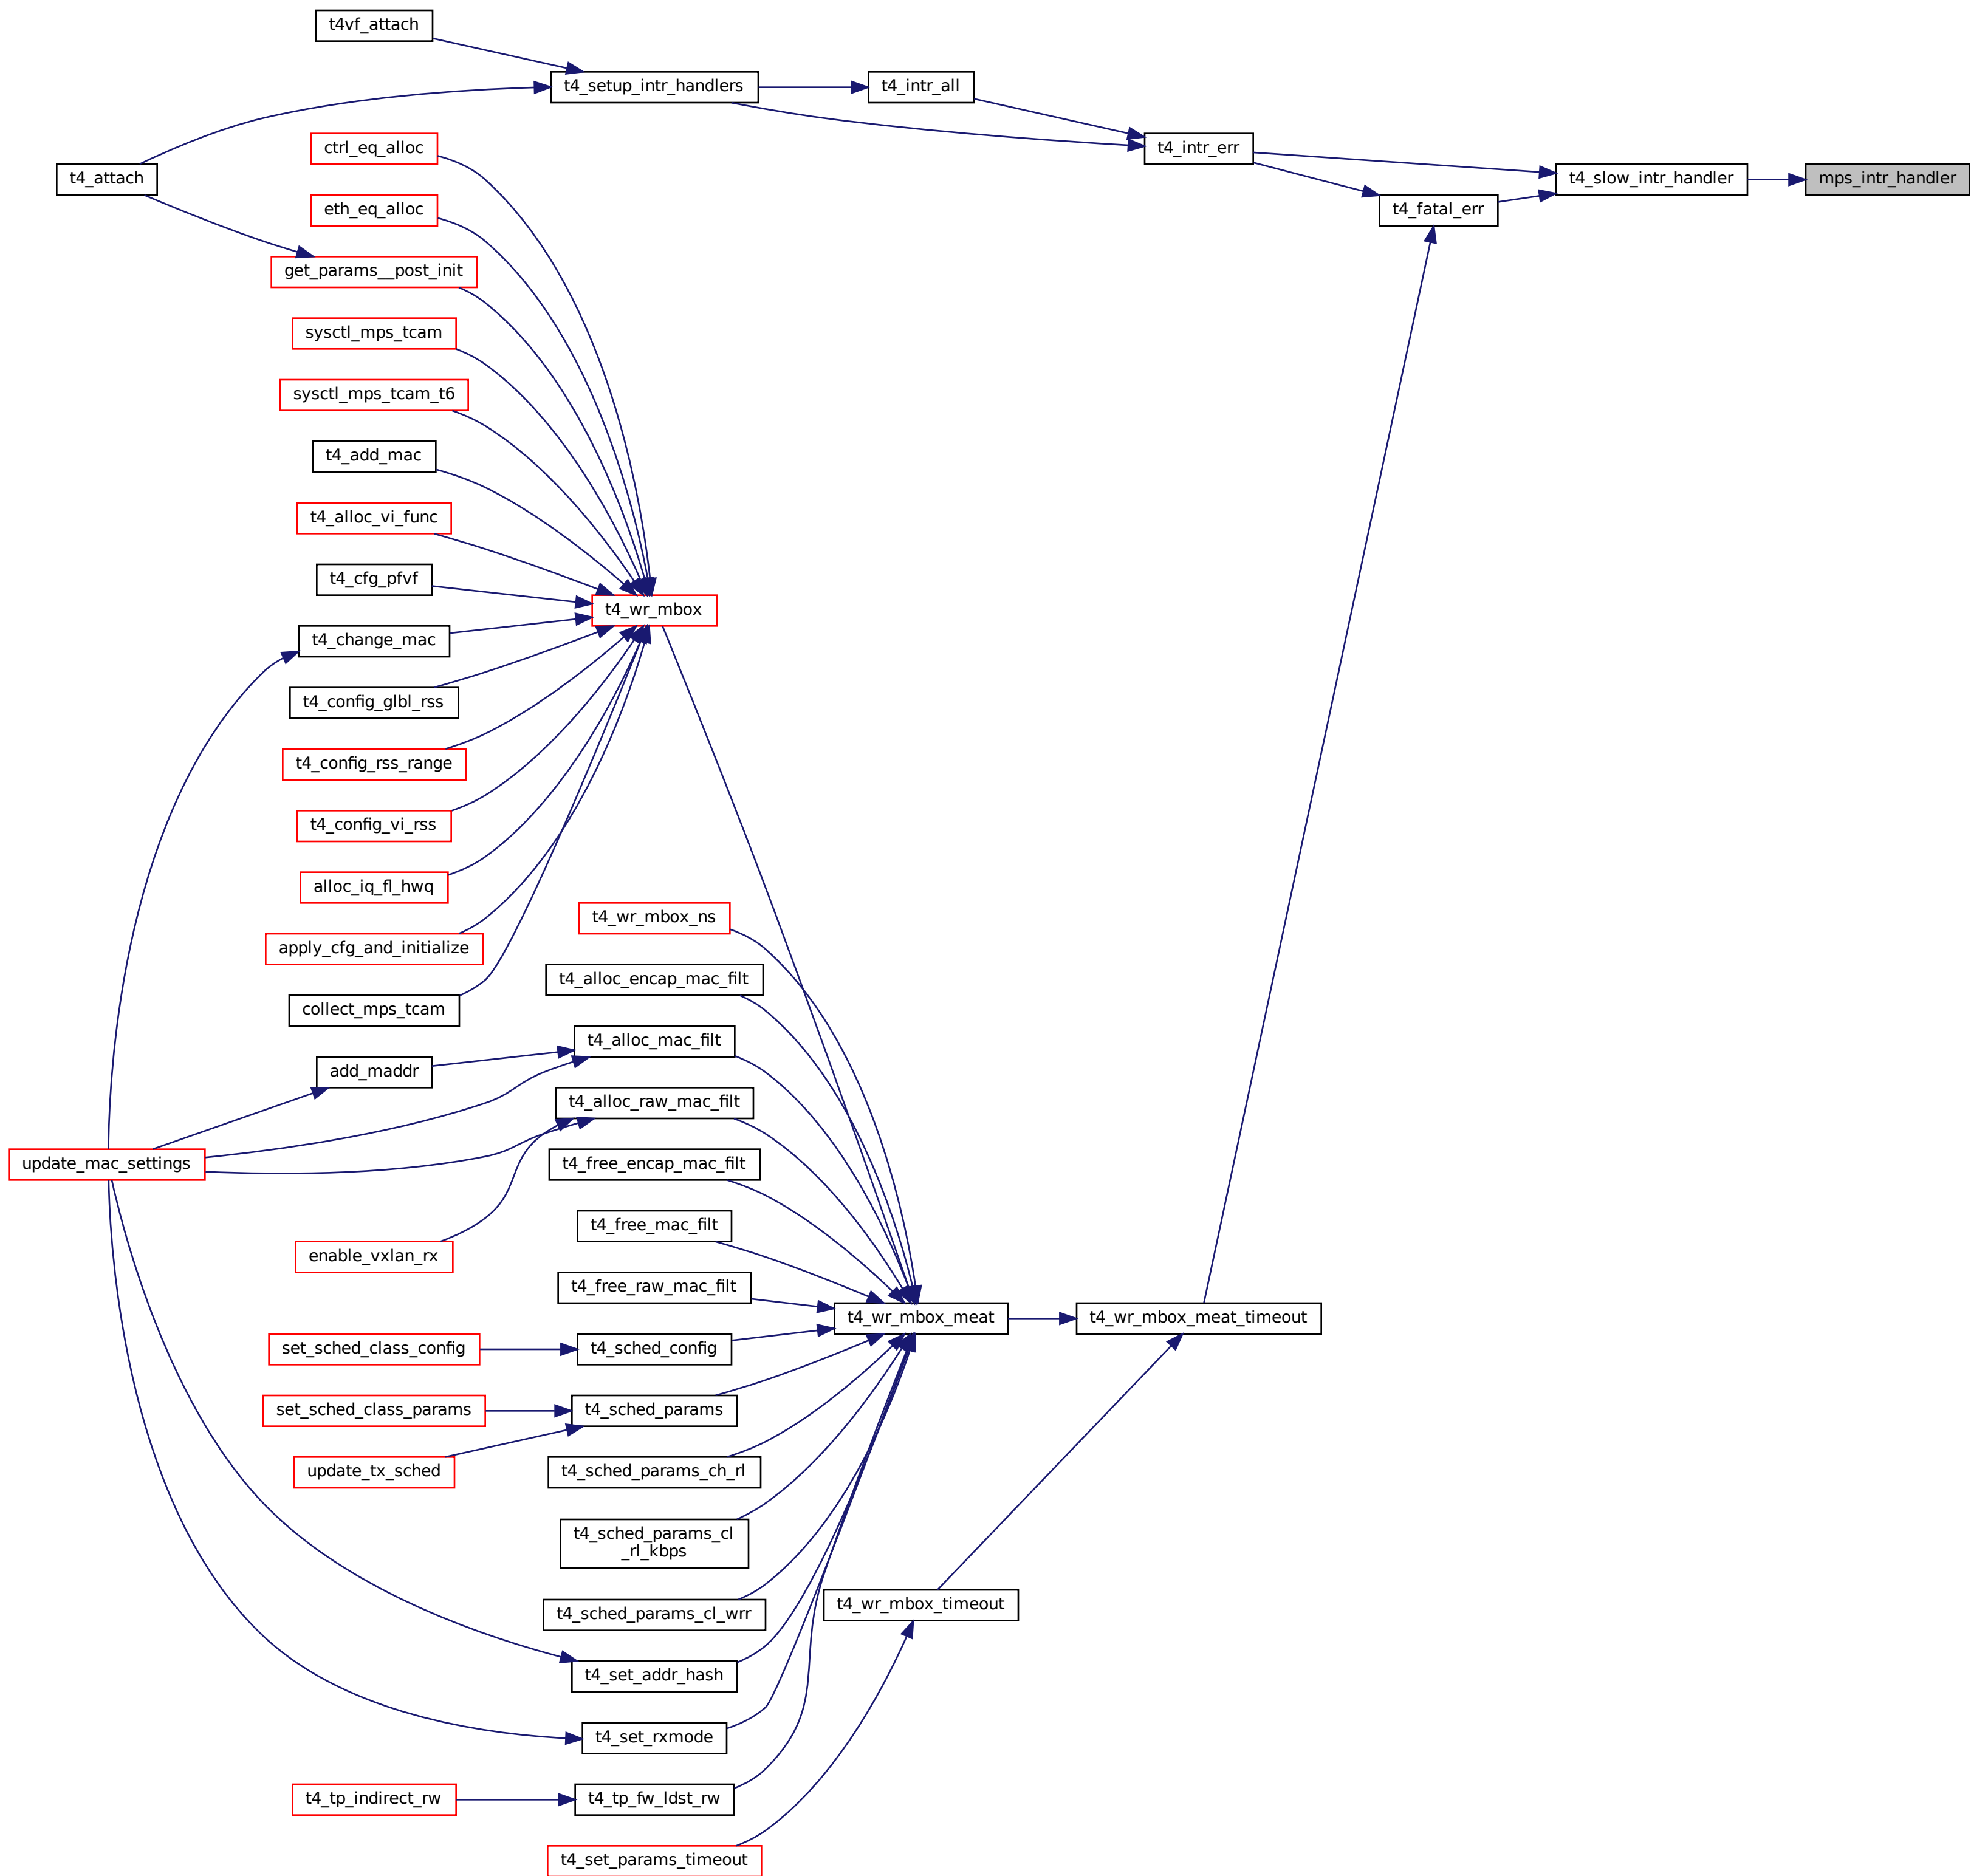 t4vf_attach
t4_setup_intr_handlers
t4_intr_all
ctrl_eq_alloc
t4_intr_err
t4_attach
t4_slow_intr_handler
mps_intr_handler
eth_eq_alloc
t4_fatal_err
get_params__post_init
sysctl_mps_tcam
sysctl_mps_tcam_t6
t4_add_mac
t4_alloc_vi_func
t4_cfg_pfvf
t4_wr_mbox
t4_change_mac
t4_config_glbl_rss
t4_config_rss_range
t4_config_vi_rss
alloc_iq_fl_hwq
t4_wr_mbox_ns
apply_cfg_and_initialize
t4_alloc_encap_mac_filt
collect_mps_tcam
t4_alloc_mac_filt
add_maddr
t4_alloc_raw_mac_filt
update_mac_settings
t4_free_encap_mac_filt
t4_free_mac_filt
enable_vxlan_rx
t4_free_raw_mac_filt
t4_wr_mbox_meat
t4_wr_mbox_meat_timeout
set_sched_class_config
t4_sched_config
set_sched_class_params
t4_sched_params
update_tx_sched
t4_sched_params_ch_rl
t4_sched_params_cl
_rl_kbps
t4_wr_mbox_timeout
t4_sched_params_cl_wrr
t4_set_addr_hash
t4_set_rxmode
t4_tp_indirect_rw
t4_tp_fw_ldst_rw
t4_set_params_timeout